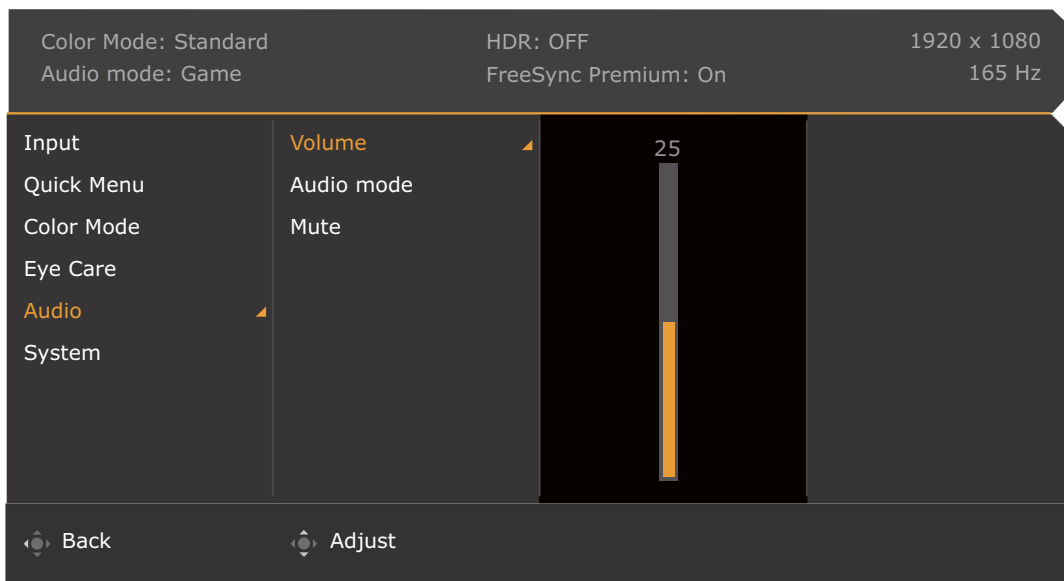 Color Mode: Standard
HDR: OFF
1920 x 1080
Audio mode: Game
FreeSync Premium: On
165 Hz
Input
Quick Menu
Color Mode
Eye Care
Audio
System
Volume
Audio mode
Mute
25
Back
Adjust